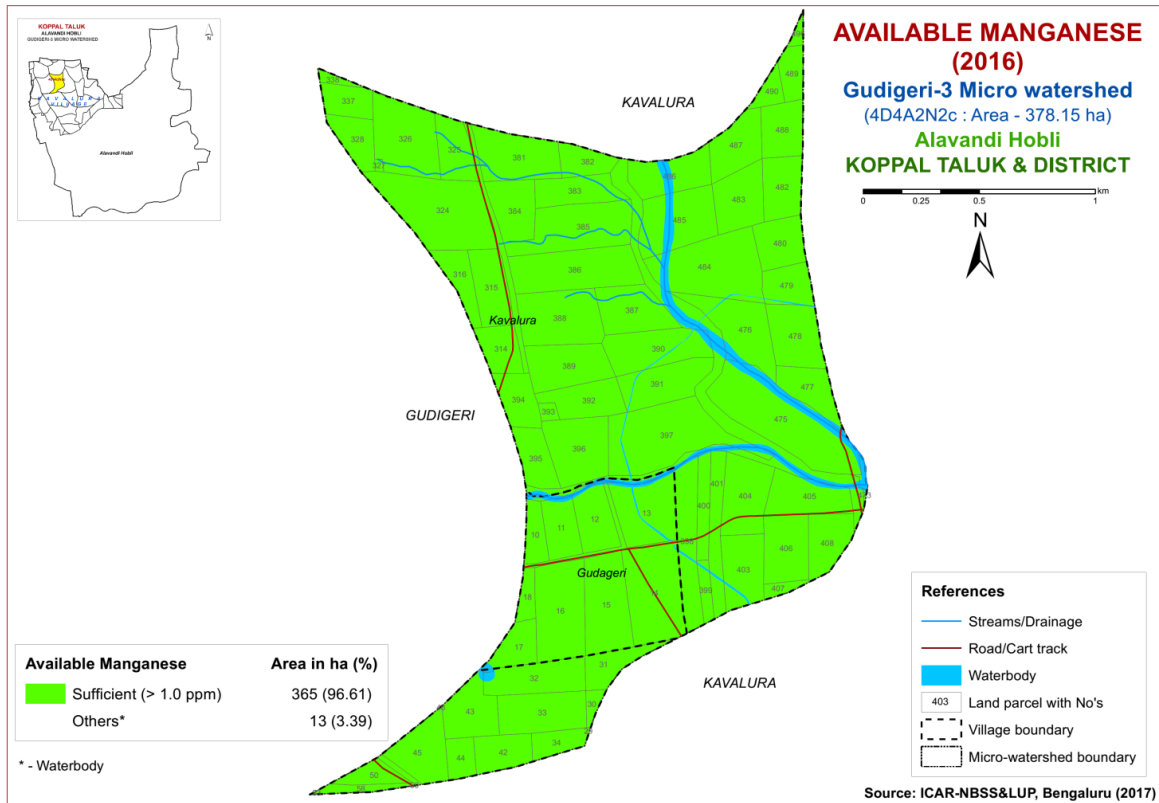 KOPPAL TALUK
ALAVANDI HOBLI
GUDIGERI-3 MICRO WATERSHED
N
KAVALURA
VILLAGE
Alavandi Hobli
AVAILABLE MANGANESE
(2016)
Gudigeri-3 Micro watershed
(4D4A2N2c : Area - 378.15 ha)
Alavandi Hobli
KOPPAL TALUK & DISTRICT
km
0 0.25 0.5 1
N
KAVALURA
489
490
337
488
328 326 325 381 382 487
327
486 482
383 483
324 384 385 485
480
316 386 484
479
315
Kavalura 388 387 476 478
314 389 390
391 477
394 393 392
GUDIGERI
475
395 396 397
401 404 405
10 11 12 13 400
406 408
Gudageri 403
18 16 15 14 399 407
17
31
32
KAVALURA
43 33 30
45 44 42 34
50
Available Manganese Area in ha (%)
Sufficient (> 1.0 ppm) 365 (96.61)
Others* 13 (3.39)
* - Waterbody
References
Streams/Drainage
Road/Cart track
Waterbody
403 Land parcel with No's
Village boundary
Micro-watershed boundary
Source: ICAR-NBSS&LUP, Bengaluru (2017)